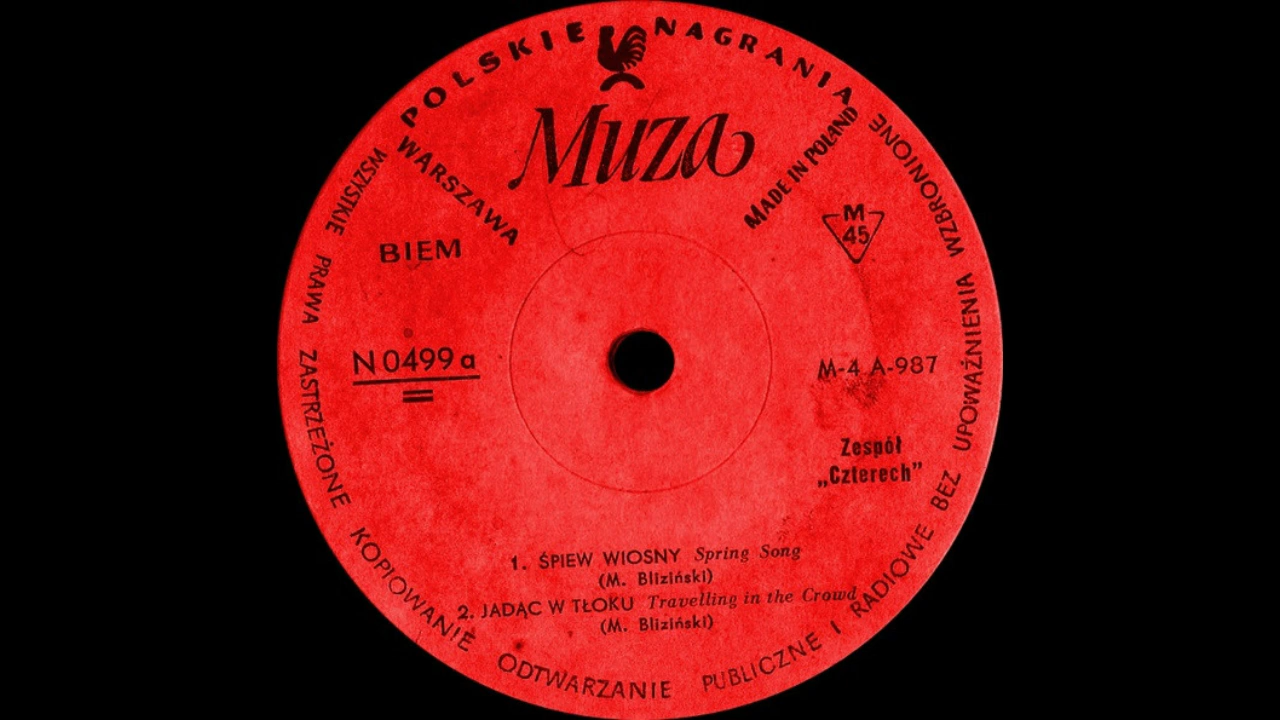 POLSKIE NAGRANIA
Muza
WARSZAWA
MADE IN POLAND
BIEM
M
45
N0499 a
M-4 A-987
Zespół
„Czterech”
1. ŚPIEW WIOSNY Spring Song
(M. Bliziński)
2. JADĄC W TŁOKU Travelling in the Crowd
(M. Bliziński)
WSZYSTKIE PRAWA ZASTRZEŻONE KOPIOWANIE ODTWARZANIE PUBLICZNE I RADIOWE BEZ UPOWAŻNIENIA WZBRONIONE